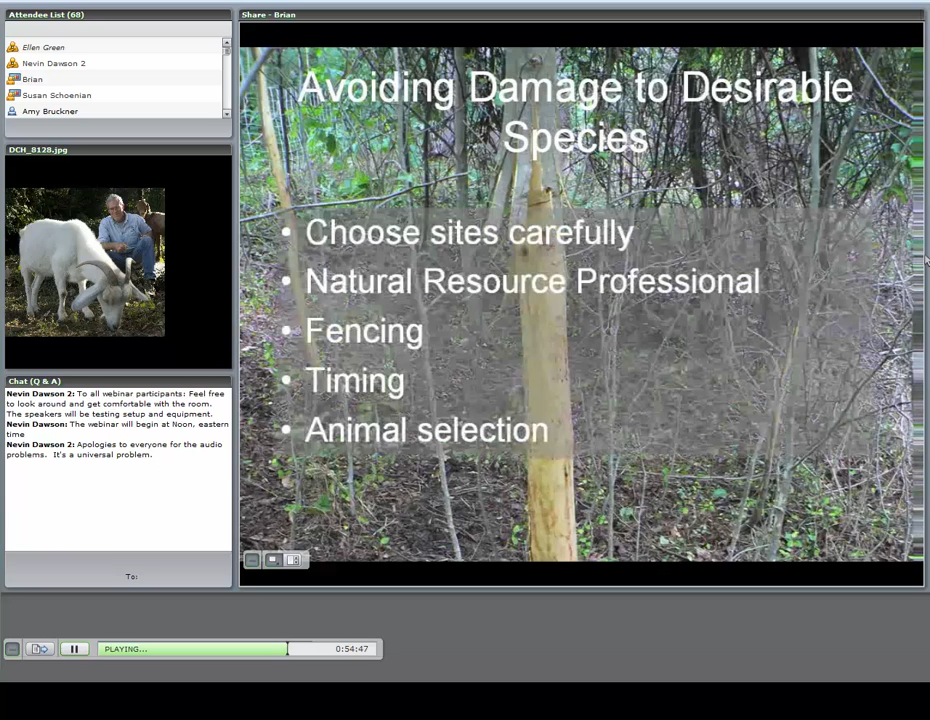 Attendee List (68)
Ellen Green
Nevin Dawson 2
Brian
Susan Schoenian
Amy Bruckner
DCH_8128.jpg
Chat (Q & A)
Nevin Dawson 2: To all webinar participants: Feel free
to look around and get comfortable with the room.
The speakers will be testing setup and equipment.
Nevin Dawson: The webinar will begin at Noon, eastern
time
Nevin Dawson 2: Apologies to everyone for the audio
problems. It's a universal problem.
To:
Share - Brian
Avoiding Damage to Desirable
Species
• Choose sites carefully
• Natural Resource Professional
• Fencing
• Timing
• Animal selection
PLAYING...
0:54:47